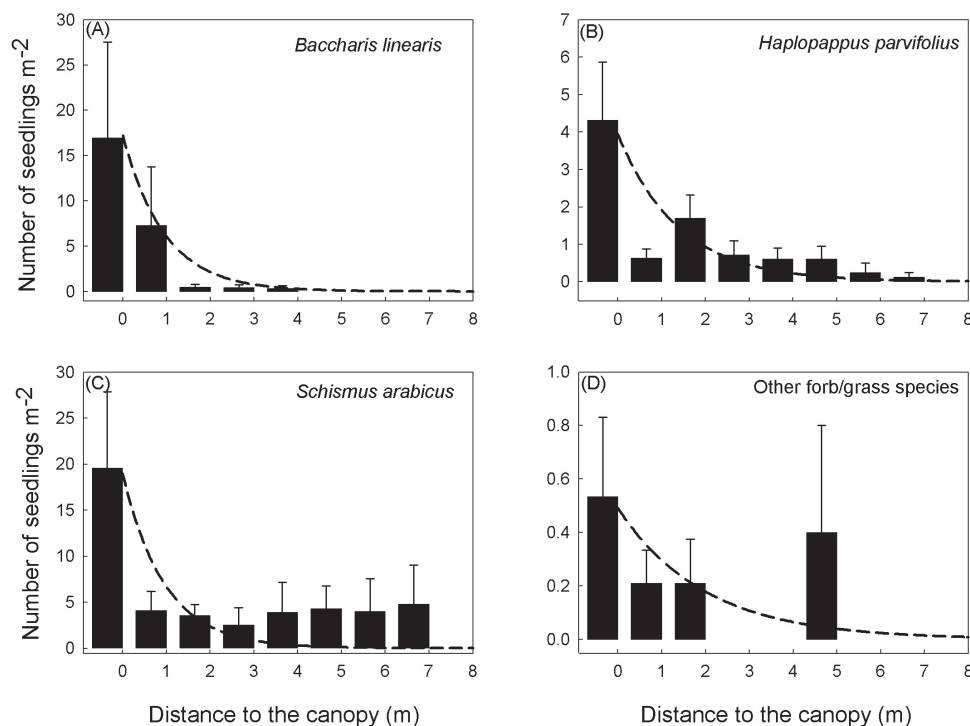 (A)
Baccharis linearis
30
25
20
15
10
5
0
Number of seedlings m-2
0 1 2 3 4 5 6 7 8
(B)
Haplopappus parvifolius
7
6
5
4
3
2
1
0
0 1 2 3 4 5 6 7 8
(C)
Schismus arabicus
30
25
20
15
10
5
0
Number of seedlings m-2
0 1 2 3 4 5 6 7 8
Distance to the canopy (m)
(D)
Other forb/grass species
1.0
0.8
0.6
0.4
0.2
0.0
0 1 2 3 4 5 6 7 8
Distance to the canopy (m)